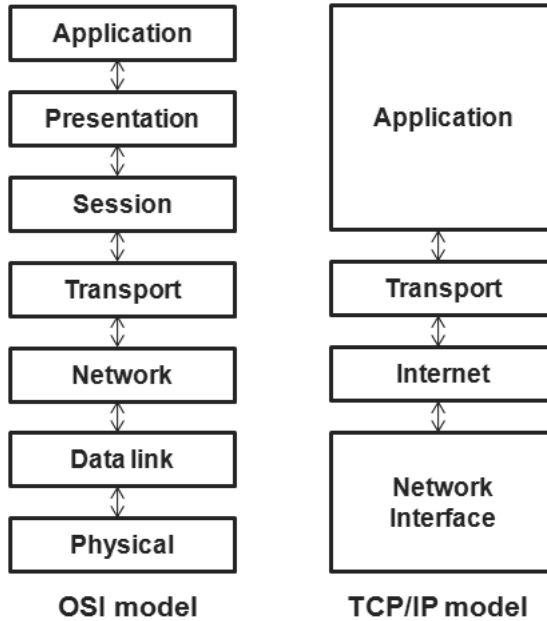 Application
Presentation
Session
Transport
Network
Data link
Physical
OSI model
Application
Transport
Internet
Network
Interface
TCP/IP model